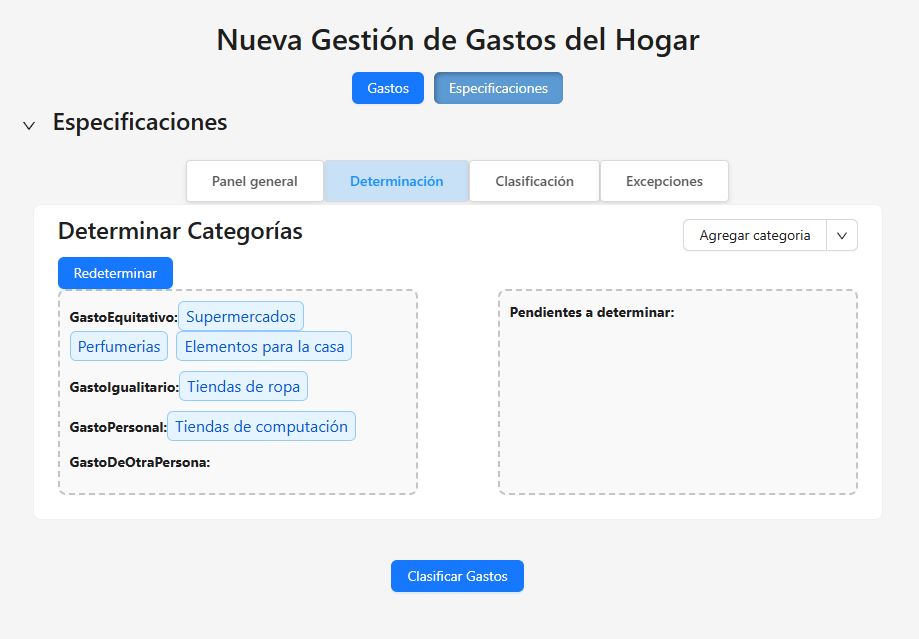 Nueva Gestión de Gastos del Hogar
Gastos Especificaciones
Especificaciones
Panel general Determinación Clasificación Excepciones
Determinar Categorías
Agregar categoria
Redeterminar
GastoEquitativo: Supermercados
Perfumerias Elementos para la casa
GastoIgualitario: Tiendas de ropa
GastoPersonal: Tiendas de computación
GastoDeOtraPersona:
Pendientes a determinar:
Clasificar Gastos